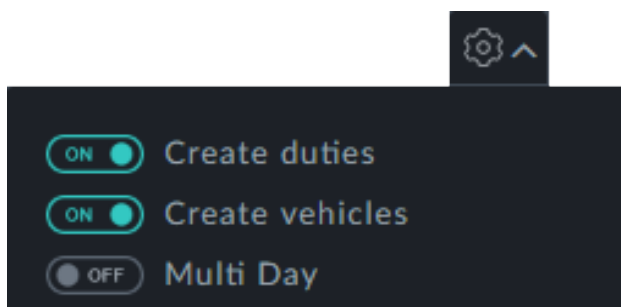 ON Create duties
ON Create vehicles
OFF Multi Day